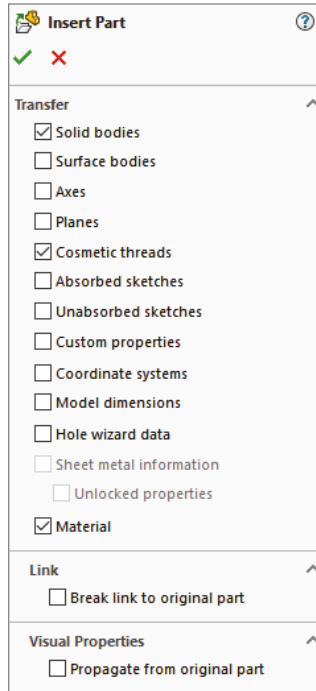 Insert Part
?
Transfer
Solid bodies
Surface bodies
Axes
Planes
Cosmetic threads
Absorbed sketches
Unabsorbed sketches
Custom properties
Coordinate systems
Model dimensions
Hole wizard data
Sheet metal information
Unlocked properties
Material
Link
Break link to original part
Visual Properties
Propagate from original part